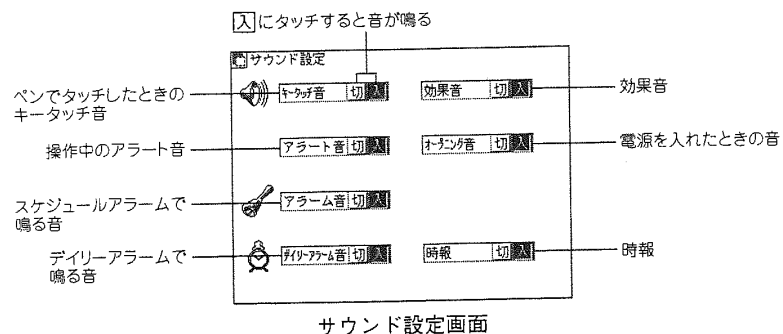 入にタッチすると音が鳴る
サウンド設定
ペンでタッチしたときの
キータッチ音
キータッチ音 切 入
効果音 切 入
効果音
操作中のアラート音
アラート音 切 入
オープニング音 切 入
電源を入れたときの音
スケジュールアラームで
鳴る音
アラーム音 切 入
デイリーアラームで
鳴る音
デイリーアラーム音 切 入
時報 切 入
時報
サウンド設定画面